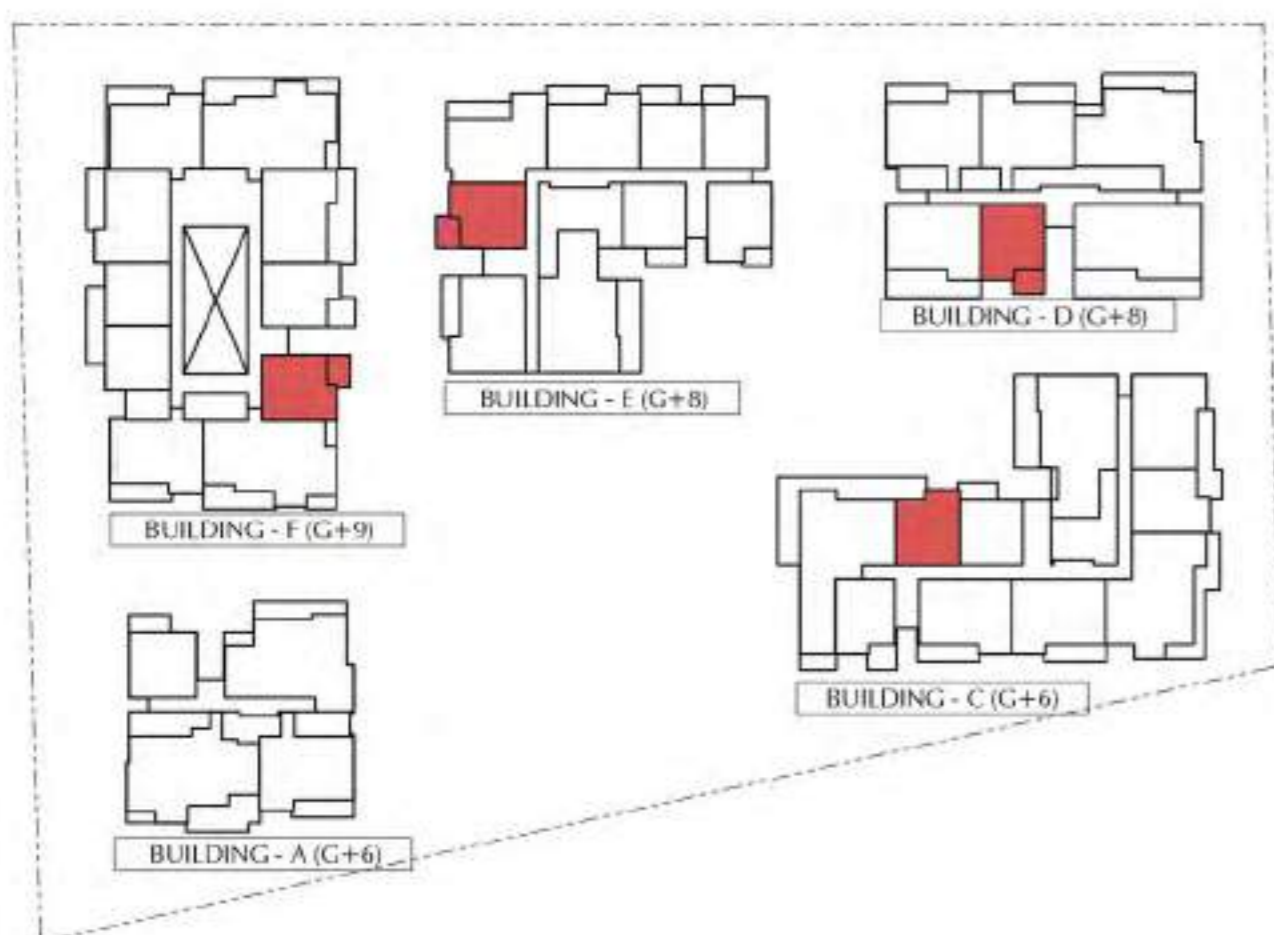 BUILDING - D (G+8)
BUILDING - E (G+8)
BUILDING - F (G+9)
BUILDING - C (G+6)
BUILDING - A (G+6)